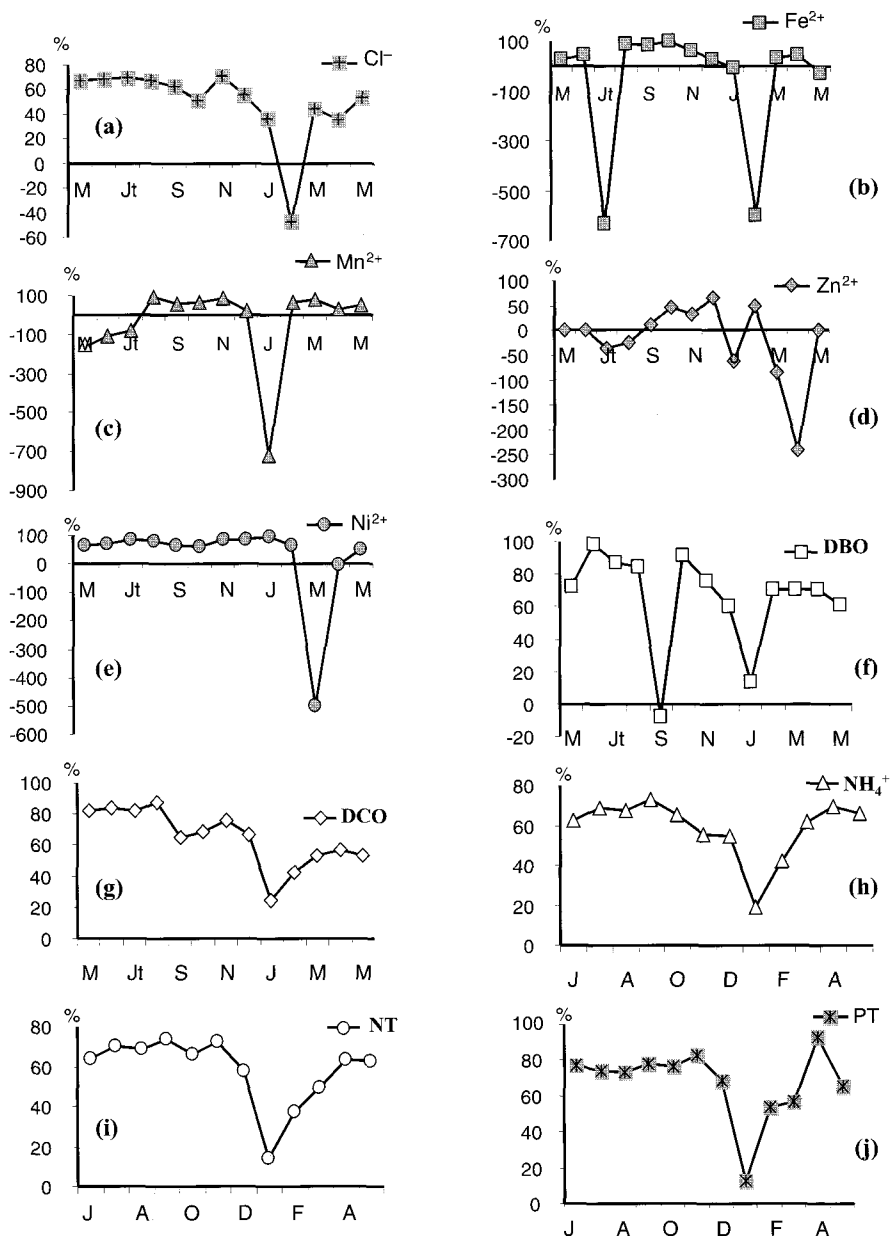 %
Cl⁻
80
60
40
20
0
-20
-40
-60
M Jt S N J M M
(a)
Fe²⁺
100
-100
-300
-500
-700
M Jt S N J M M
(b)
%
Mn²⁺
100
-100
-300
-500
-700
-900
M Jt S N J M M
(c)
%
Zn²⁺
100
50
0
-50
-100
-150
-200
-250
-300
M Jt S N J M M
(d)
%
Ni²⁺
100
0
-100
-200
-300
-400
-500
-600
M Jt S N J M M
(e)
%
DBO
100
80
60
40
20
0
-20
M Jt S N J M M
(f)
%
DCO
100
80
60
40
20
0
M Jt S N J M M
(g)
%
NH₄⁺
80
60
40
20
0
J A O D F A
(h)
%
NT
80
60
40
20
0
J A O D F A
(i)
%
PT
100
80
60
40
20
0
J A O D F A
(j)